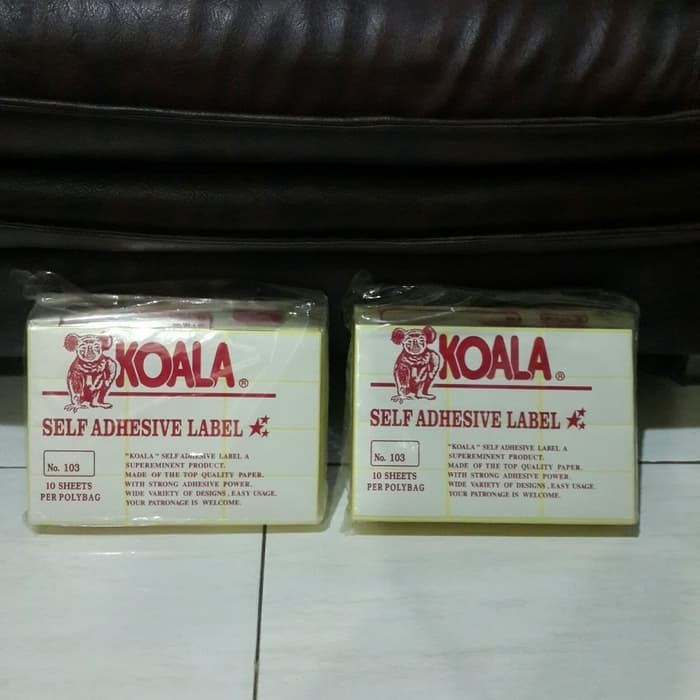 KOALA®
SELF ADHESIVE LABEL
No. 103
10 SHEETS
PER POLYBAG
"KOALA" SELF ADHESIVE LABEL A
SUPEREMINENT PRODUCT.
MADE OF THE TOP QUALITY PAPER.
WITH STRONG ADHESIVE POWER.
WIDE VARIETY OF DESIGNS, EASY USAGE.
YOUR PATRONAGE IS WELCOME.
KOALA®
SELF ADHESIVE LABEL
No. 103
10 SHEETS
PER POLYBAG
"KOALA" SELF ADHESIVE LABEL A
SUPEREMINENT PRODUCT.
MADE OF THE TOP QUALITY PAPER.
WITH STRONG ADHESIVE POWER.
WIDE VARIETY OF DESIGNS, EASY USAGE.
YOUR PATRONAGE IS WELCOME.